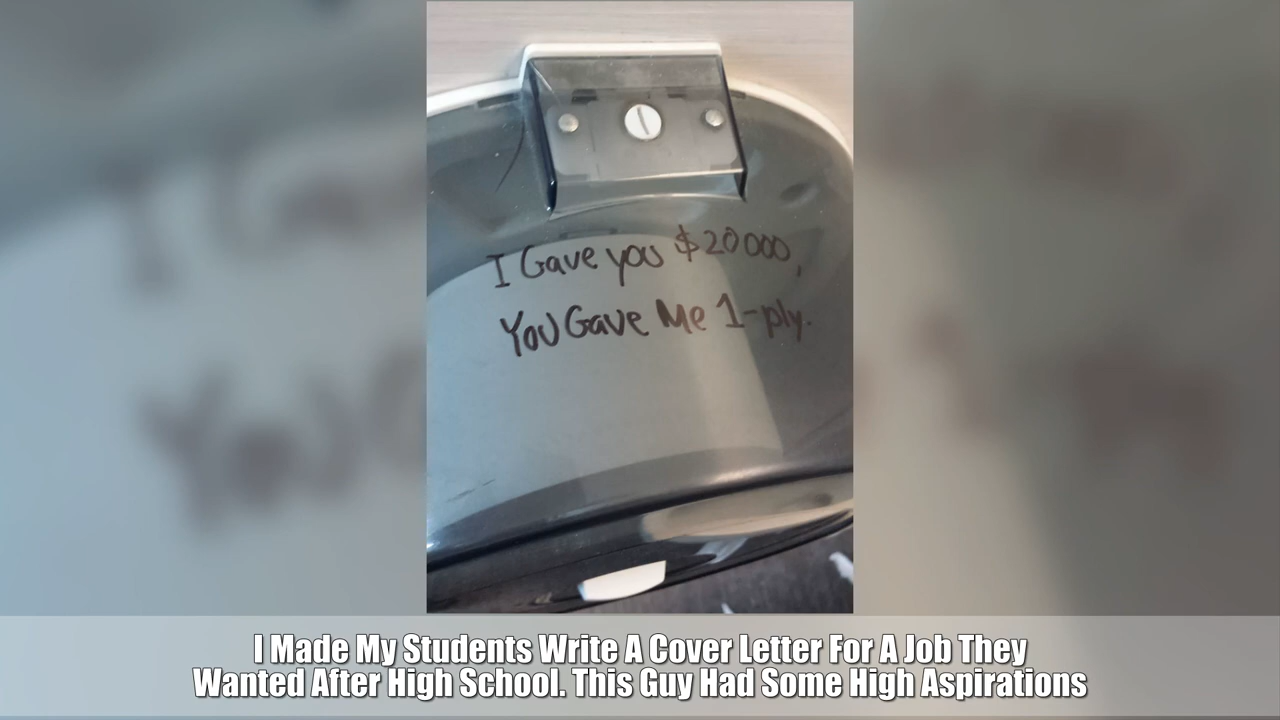 I Gave you $20000,
You Gave Me 1-ply.
I Made My Students Write A Cover Letter For A Job They
Wanted After High School. This Guy Had Some High Aspirations